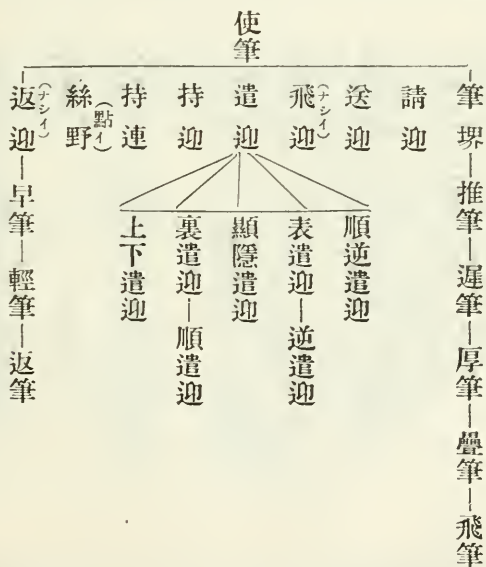 使筆
筆堺―推筆―遲筆―厚筆―疊筆―飛筆
請迎
送迎
飛(ナシイ)迎
遣迎
順逆遣迎
表遣迎―逆遣迎
顯隱遣迎
裏遣迎―順遣迎
上下遣迎
持迎
持連
絲(點イ)野
返(ナシイ)迎―早筆―輕筆―返筆